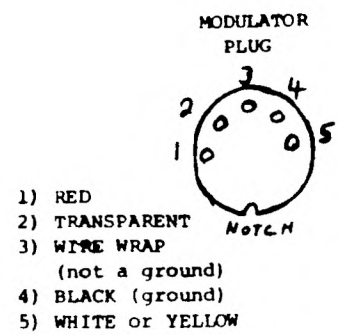 MODULATOR
PLUG
3
2
4
1
5
NOTCH
1) RED
2) TRANSPARENT
3) WIRE WRAP
(not a ground)
4) BLACK (ground)
5) WHITE or YELLOW